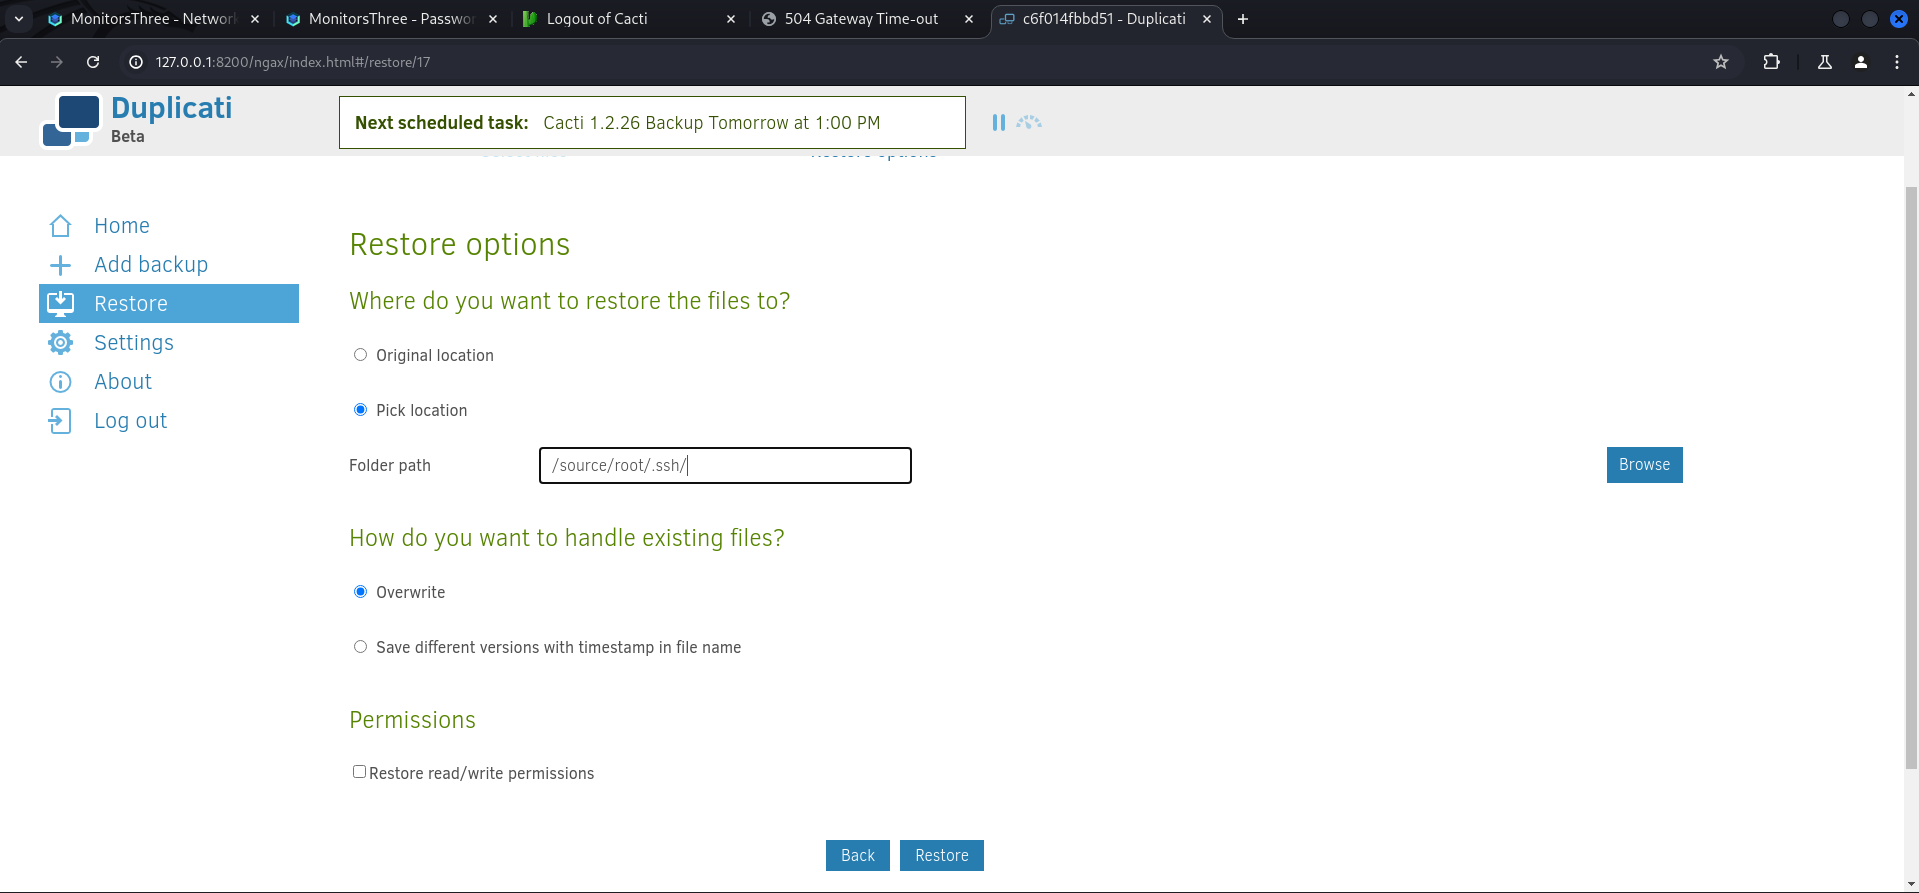 MonitorsThree - Network
MonitorsThree - Passwor
Logout of Cacti
504 Gateway Time-out
c6f014fbbd51 - Duplicati
127.0.0.1:8200/ngax/index.html#/restore/17
Duplicati
Beta
Next scheduled task: Cacti 1.2.26 Backup Tomorrow at 1:00 PM
Restore options
Home
Add backup
Restore
Settings
About
Log out
Restore options
Where do you want to restore the files to?
Original location
Pick location
Folder path /source/root/.ssh/ Browse
How do you want to handle existing files?
Overwrite
Save different versions with timestamp in file name
Permissions
Restore read/write permissions
Back Restore